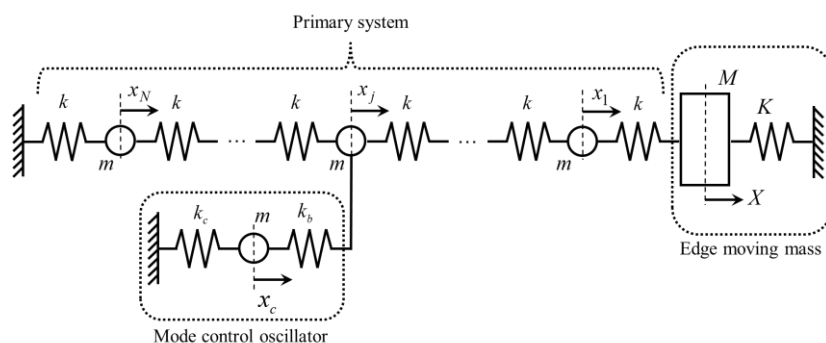 Primary system
k x_N k ... k x_j k ... k x_1 k M K
m m m
k_c m k_b X
x_c Edge moving mass
Mode control oscillator